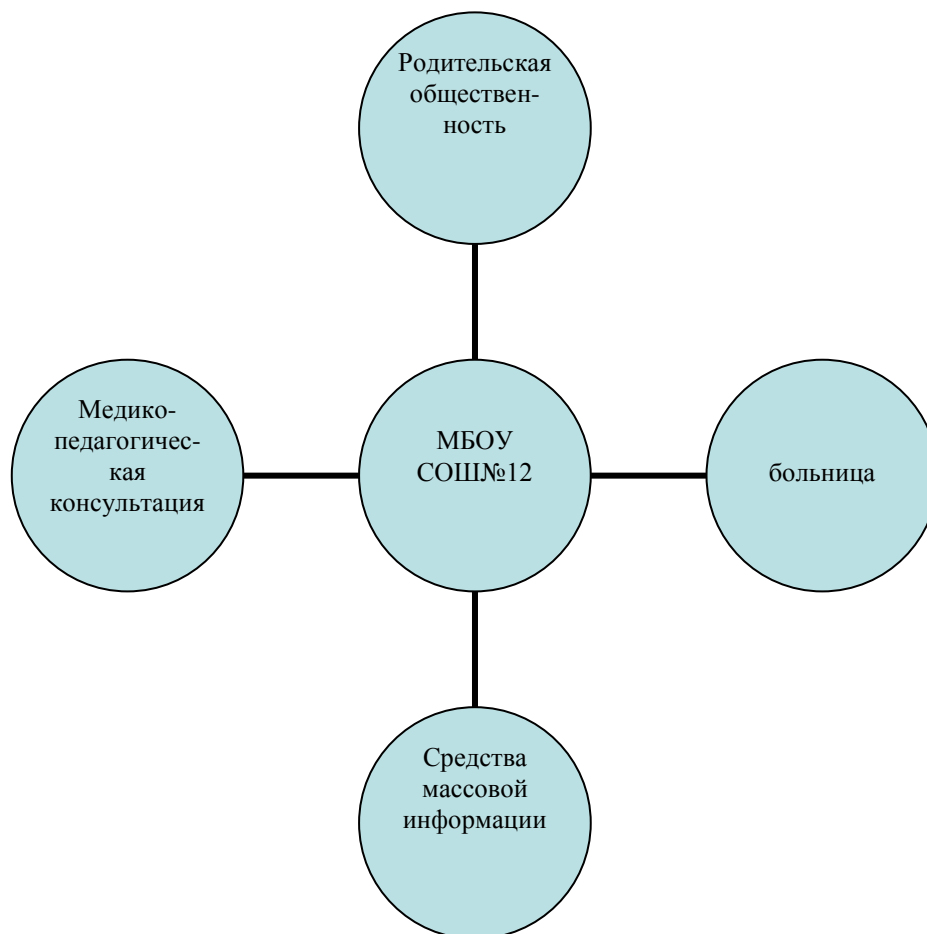 Родительская
обществен-
ность
Медико-
педагогичес-
кая
консультация
МБОУ
СОШ№12
больница
Средства
массовой
информации